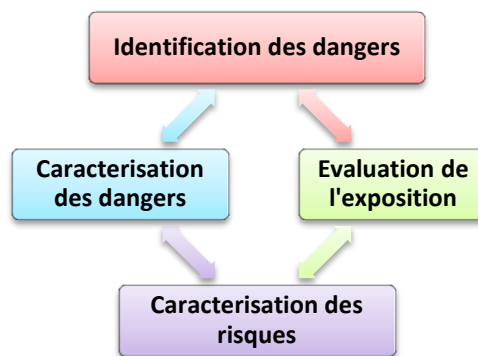 Identification des dangers
Caracterisation
des dangers
Evaluation de
l'exposition
Caracterisation des
risques